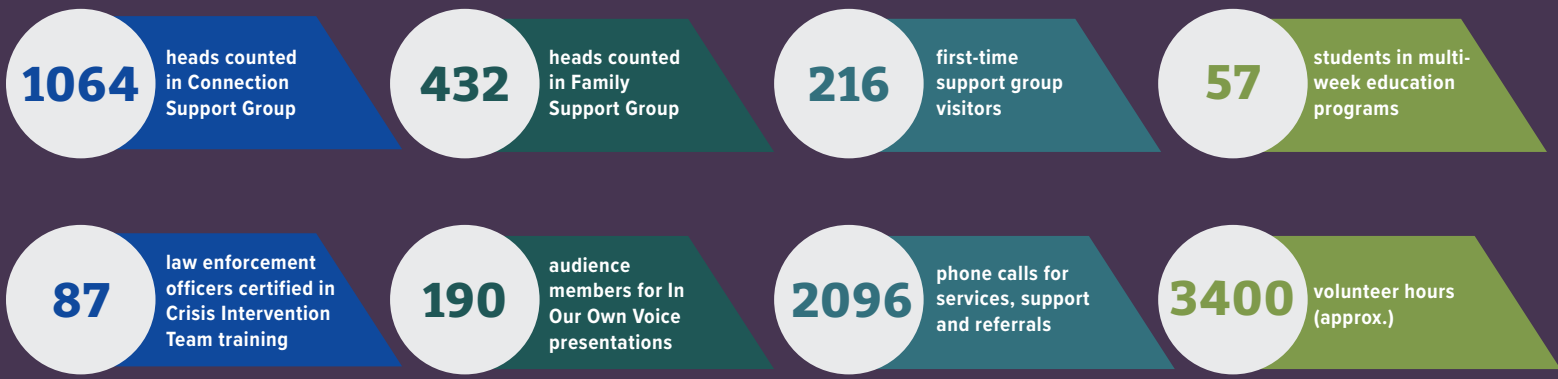 1064
heads counted
in Connection
Support Group
432
heads counted
in Family
Support Group
216
first-time
support group
visitors
57
students in multi-
week education
programs
87
law enforcement
officers certified in
Crisis Intervention
Team training
190
audience
members for In
Our Own Voice
presentations
2096
phone calls for
services, support
and referrals
3400
volunteer hours
(approx.)